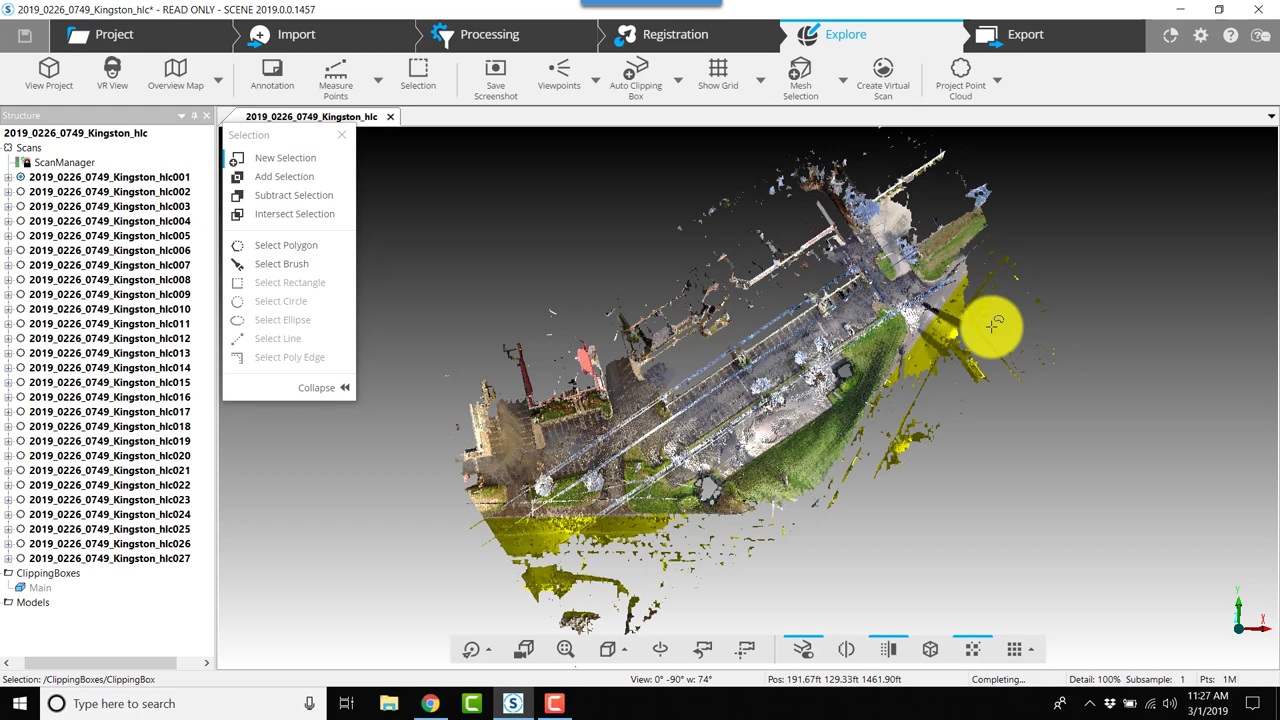 2019_0226_0749_Kingston_hlc* - READ ONLY - SCENE 2019.0.0.1457
Project
Import
Processing
Registration
Explore
Export
View Project
VR View
Overview Map
Annotation
Measure Points
Selection
Save Screenshot
Viewpoints
Auto Clipping Box
Show Grid
Mesh Selection
Create Virtual Scan
Project Point Cloud
Structure
2019_0226_0749_Kingston_hlc
2019_0226_0749_Kingston_hlc
Scans
ScanManager
2019_0226_0749_Kingston_hlc001
2019_0226_0749_Kingston_hlc002
2019_0226_0749_Kingston_hlc003
2019_0226_0749_Kingston_hlc004
2019_0226_0749_Kingston_hlc005
2019_0226_0749_Kingston_hlc006
2019_0226_0749_Kingston_hlc007
2019_0226_0749_Kingston_hlc008
2019_0226_0749_Kingston_hlc009
2019_0226_0749_Kingston_hlc010
2019_0226_0749_Kingston_hlc011
2019_0226_0749_Kingston_hlc012
2019_0226_0749_Kingston_hlc013
2019_0226_0749_Kingston_hlc014
2019_0226_0749_Kingston_hlc015
2019_0226_0749_Kingston_hlc016
2019_0226_0749_Kingston_hlc017
2019_0226_0749_Kingston_hlc018
2019_0226_0749_Kingston_hlc019
2019_0226_0749_Kingston_hlc020
2019_0226_0749_Kingston_hlc021
2019_0226_0749_Kingston_hlc022
2019_0226_0749_Kingston_hlc023
2019_0226_0749_Kingston_hlc024
2019_0226_0749_Kingston_hlc025
2019_0226_0749_Kingston_hlc026
2019_0226_0749_Kingston_hlc027
ClippingBoxes
Main
Models
Selection
New Selection
Add Selection
Subtract Selection
Intersect Selection
Select Polygon
Select Brush
Select Rectangle
Select Circle
Select Ellipse
Select Line
Select Poly Edge
Collapse
Y
X
Selection: /ClippingBoxes/ClippingBox
View: 0° -90° w: 74°
Pos: 191.67ft 129.33ft 1461.90ft
Completing...
Detail: 100%
Subsample: 1
Pts: 1M
Type here to search
11:27 AM
3/1/2019